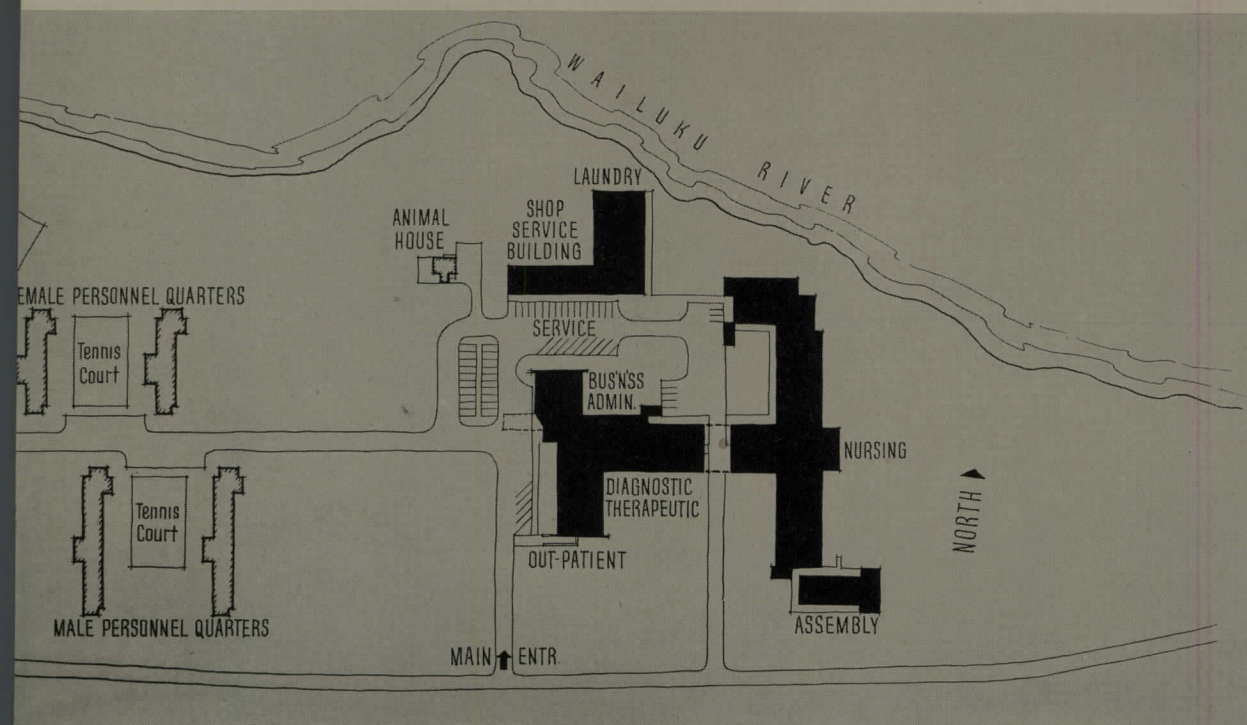 WAILUKU RIVER
LAUNDRY
ANIMAL
HOUSE
SHOP
SERVICE
BUILDING
EMALE PERSONNEL QUARTERS
SERVICE
Tennis
Court
BUS'N'SS
ADMIN.
NURSING
DIAGNOSTIC
THERAPEUTIC
Tennis
Court
NORTH
OUT-PATIENT
MALE PERSONNEL QUARTERS
ASSEMBLY
MAIN ENTR.